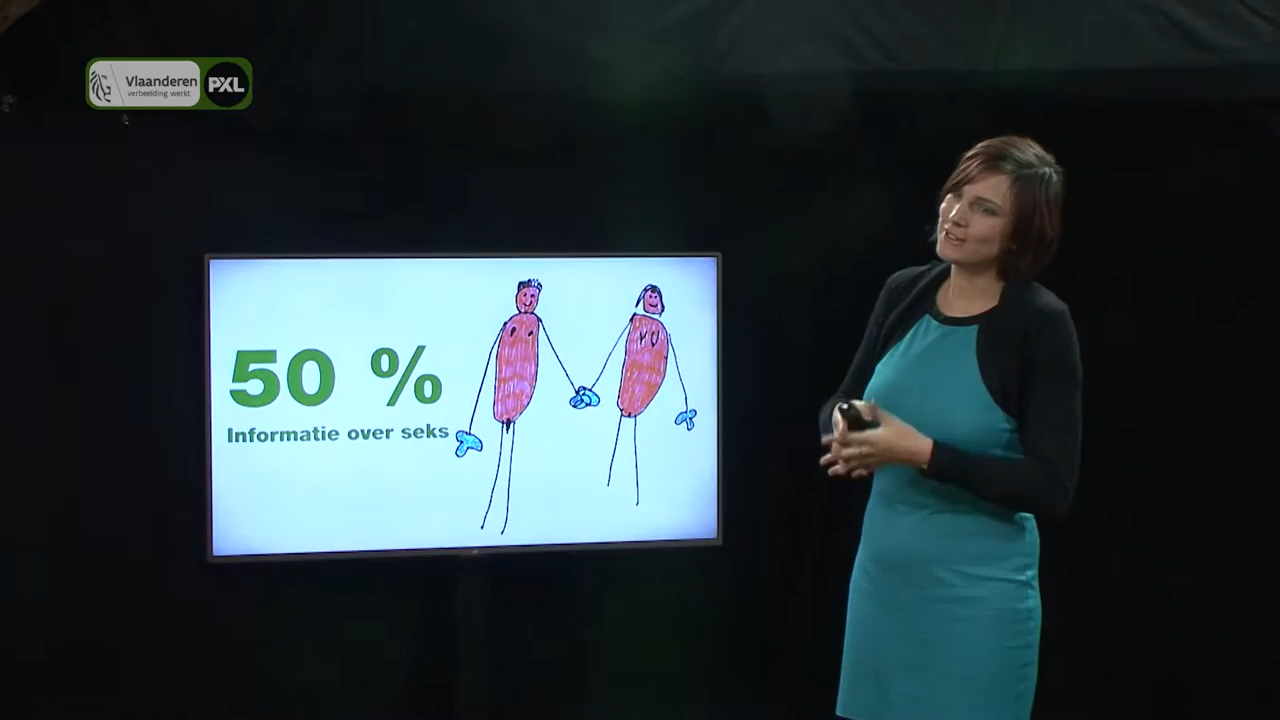 Vlaanderen
verbeelding werkt
PXL
50 %
Informatie over seks